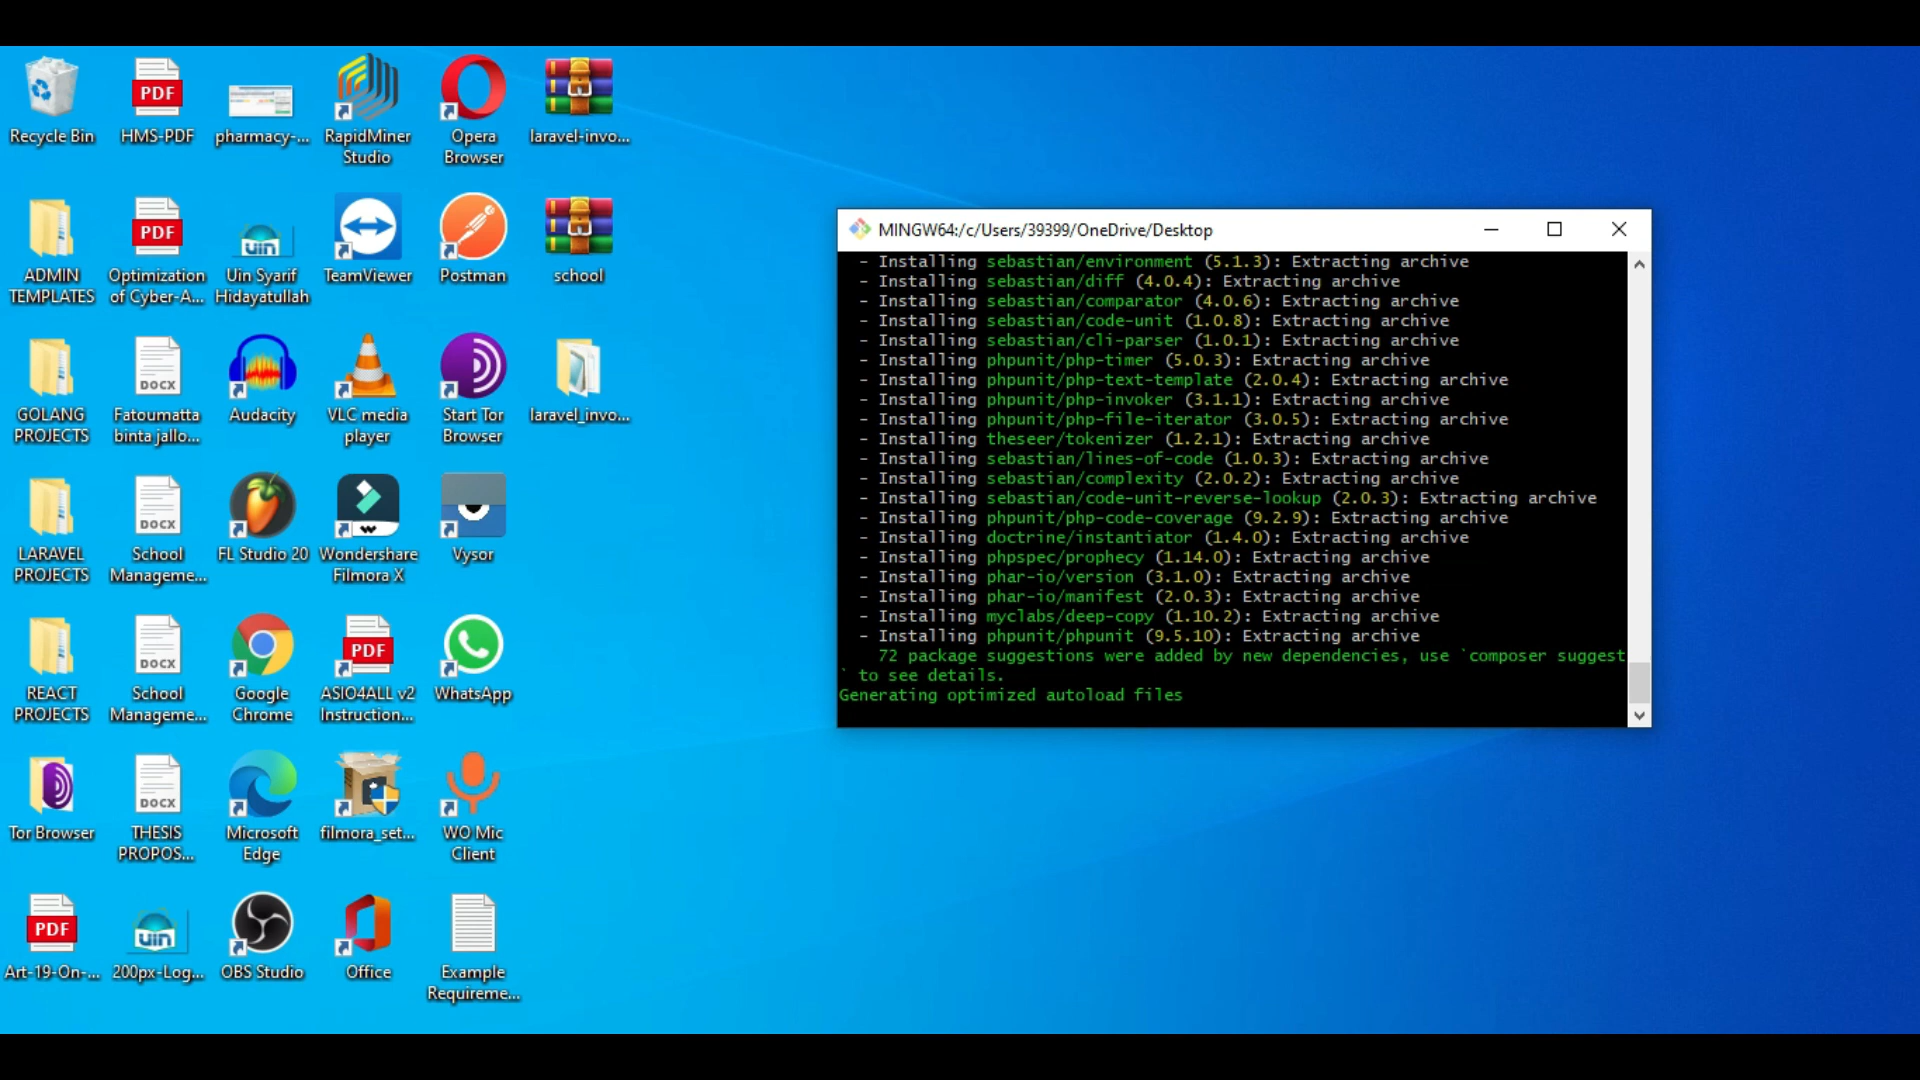 Recycle Bin
HMS-PDF
pharmacy-...
RapidMiner
Studio
Opera
Browser
laravel-invo...
ADMIN
TEMPLATES
Optimization
of Cyber-A...
Uin Syarif
Hidayatullah
TeamViewer
Postman
school
GOLANG
PROJECTS
Fatoumatta
binta jallo...
Audacity
VLC media
player
Start Tor
Browser
laravel_invo...
LARAVEL
PROJECTS
School
Manageme...
FL Studio 20
Wondershare
Filmora X
Vysor
REACT
PROJECTS
School
Manageme...
Google
Chrome
ASIO4ALL v2
Instruction...
WhatsApp
Tor Browser
THESIS
PROPOS...
Microsoft
Edge
filmora_set...
WO Mic
Client
Art-19-On-...
200px-Log...
OBS Studio
Office
Example
Requireme...
PDF
PDF
DOCX
DOCX
DOCX
PDF
DOCX
PDF
uin
uin
MINGW64:/c/Users/39399/OneDrive/Desktop
- Installing sebastian/environment (5.1.3): Extracting archive
- Installing sebastian/diff (4.0.4): Extracting archive
- Installing sebastian/comparator (4.0.6): Extracting archive
- Installing sebastian/code-unit (1.0.8): Extracting archive
- Installing sebastian/cli-parser (1.0.1): Extracting archive
- Installing phpunit/php-timer (5.0.3): Extracting archive
- Installing phpunit/php-text-template (2.0.4): Extracting archive
- Installing phpunit/php-invoker (3.1.1): Extracting archive
- Installing phpunit/php-file-iterator (3.0.5): Extracting archive
- Installing theseer/tokenizer (1.2.1): Extracting archive
- Installing sebastian/lines-of-code (1.0.3): Extracting archive
- Installing sebastian/complexity (2.0.2): Extracting archive
- Installing sebastian/code-unit-reverse-lookup (2.0.3): Extracting archive
- Installing phpunit/php-code-coverage (9.2.9): Extracting archive
- Installing doctrine/instantiator (1.4.0): Extracting archive
- Installing phpspec/prophecy (1.14.0): Extracting archive
- Installing phar-io/version (3.1.0): Extracting archive
- Installing phar-io/manifest (2.0.3): Extracting archive
- Installing myclabs/deep-copy (1.10.2): Extracting archive
- Installing phpunit/phpunit (9.5.10): Extracting archive
72 package suggestions were added by new dependencies, use `composer suggest
` to see details.
Generating optimized autoload files